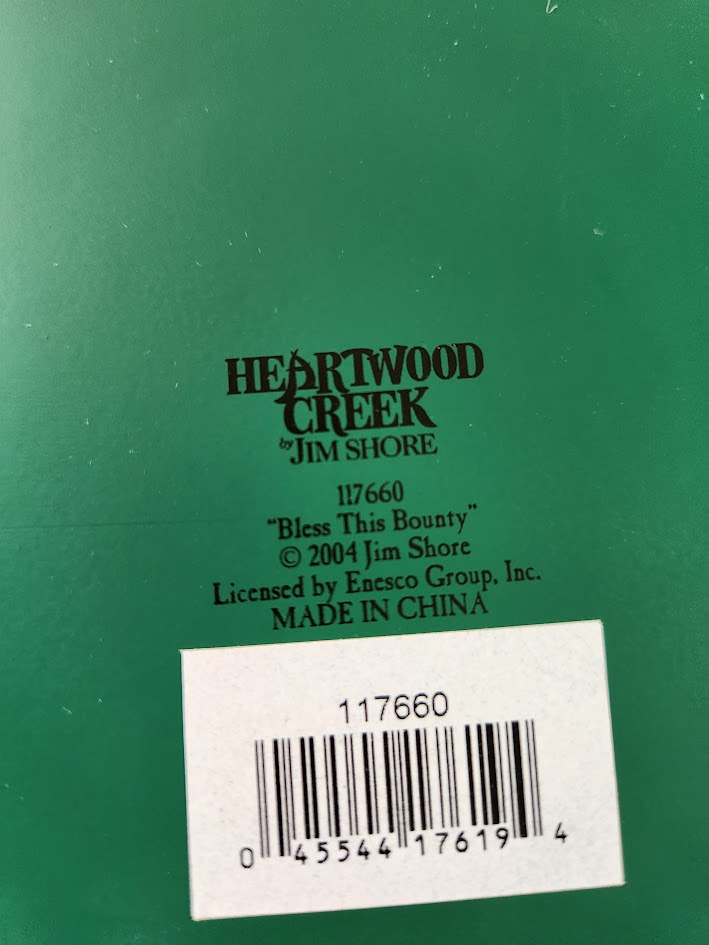 HEARTWOOD
CREEK
by JIM SHORE
117660
"Bless This Bounty"
© 2004 Jim Shore
Licensed by Enesco Group, Inc.
MADE IN CHINA
117660
0 45544 17619 4